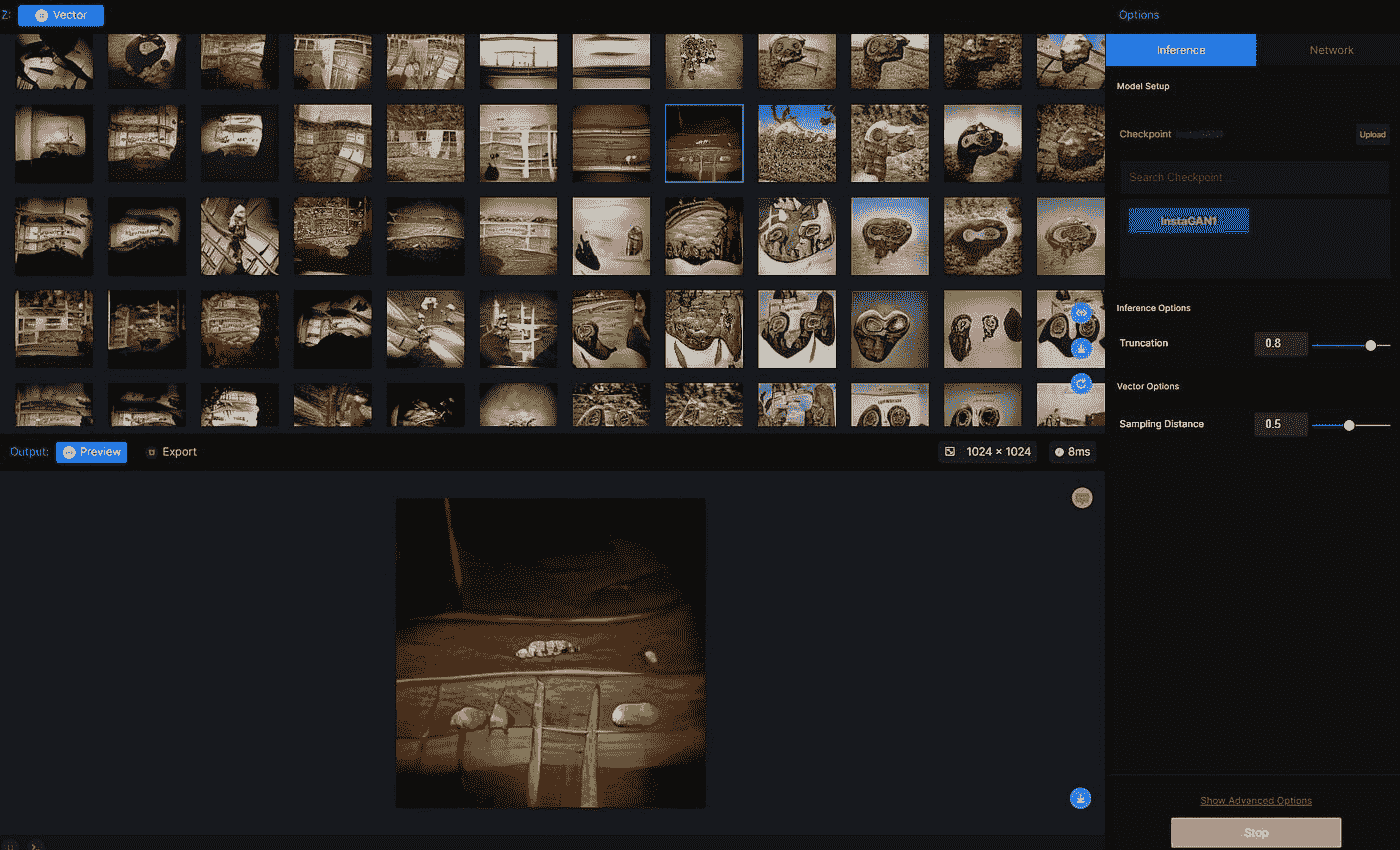 Z: Vector
Options
Inference Network
Model Setup
Checkpoint InstaGAN1 Upload
Search Checkpoint ...
InstaGAN1
Inference Options
Truncation 0.8
Vector Options
Sampling Distance 0.5
Output: Preview Export 1024 × 1024 8ms
Show Advanced Options
Stop